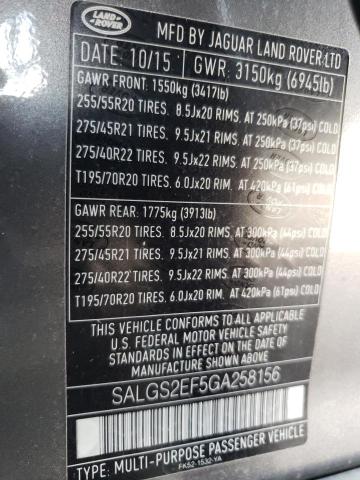 LAND
ROVER
MFD BY JAGUAR LAND ROVER LTD
DATE: 10/15 GWR: 3150kg (6945lb)
GAWR FRONT: 1550kg (3417lb)
255/55R20 TIRES. 8.5Jx20 RIMS. AT 250kPa (37psi) COLD
275/45R21 TIRES. 9.5Jx21 RIMS. AT 250kPa (37psi) COLD
275/40R22 TIRES. 9.5Jx22 RIMS. AT 250kPa (37psi) COLD
T195/70R20 TIRES. 6.0Jx20 RIM. AT 420kPa (61psi) COLD
GAWR REAR: 1775kg (3913lb)
255/55R20 TIRES. 8.5Jx20 RIMS. AT 300kPa (44psi) COLD
275/45R21 TIRES. 9.5Jx21 RIMS. AT 300kPa (44psi) COLD
275/40R22 TIRES. 9.5Jx22 RIMS. AT 300kPa (44psi) COLD
T195/70R20 TIRES. 6.0Jx20 RIM. AT 420kPa (61psi) COLD
THIS VEHICLE CONFORMS TO ALL APPLICABLE
U.S. FEDERAL MOTOR VEHICLE SAFETY STANDARDS
IN EFFECT ON THE DATE OF MANUFACTURE SHOWN ABOVE
SALGS2EF5GA258156
TYPE: MULTI-PURPOSE PASSENGER VEHICLE
FK52-1532-YA